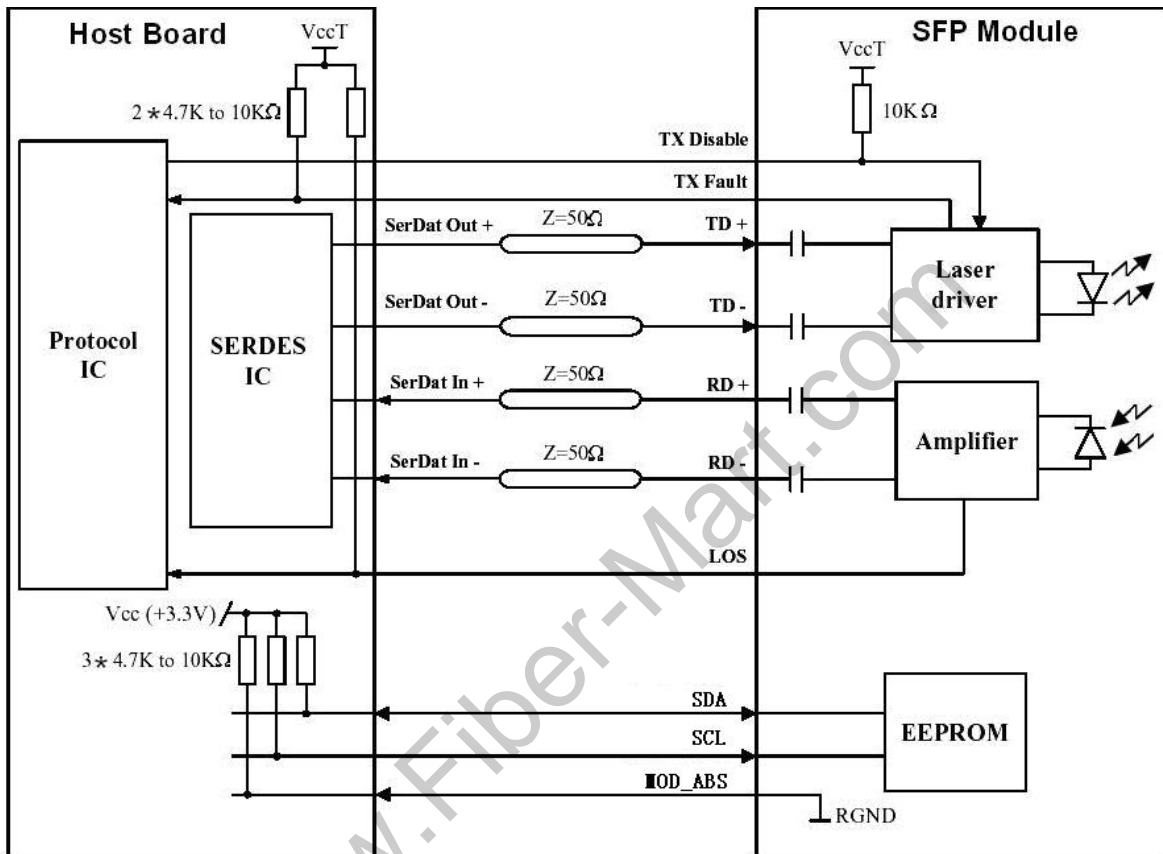 Host Board
SFP Module
VccT
VccT
2*4.7K to 10KΩ
10KΩ
TX Disable
TX Fault
SerDat Out +
Z=50Ω
TD +
Laser
driver
SerDat Out -
Z=50Ω
TD -
Protocol
IC
SERDES
IC
SerDat In +
Z=50Ω
RD +
Amplifier
SerDat In -
Z=50Ω
RD -
LOS
Vcc (+3.3V)
3*4.7K to 10KΩ
SDA
EEPROM
SCL
MOD_ABS
RGND
w.Fiber-Mart.com